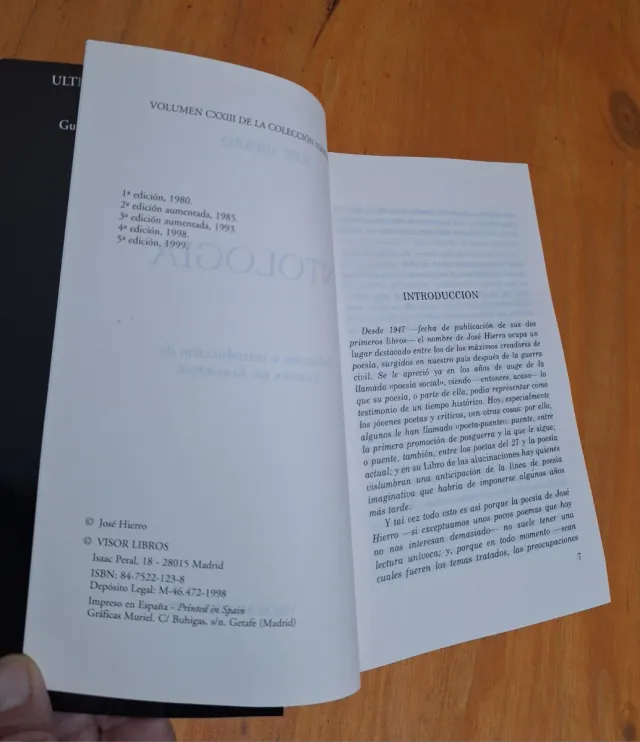 ULT
Gu
VOLUMEN CXXIII DE LA COLECCIÓN
1ª edición, 1980.
2ª edición aumentada, 1985.
3ª edición aumentada, 1993.
4ª edición, 1998.
5ª edición, 1999.
© José Hierro
© VISOR LIBROS
Isaac Peral, 18 - 28015 Madrid
ISBN: 84-7522-123-8
Depósito Legal: M-46.472-1998
Impreso en España - Printed in Spain
Gráficas Muriel. C/ Buhigas, s/n. Getafe (Madrid)
INTRODUCCION
Desde 1947 —fecha de publicación de sus dos
primeros libros— el nombre de José Hierro ocupa un
lugar destacado entre los de los máximos creadores de
poesía, surgidos en nuestro país después de la guerra
civil. Se le apreció ya en los años de auge de la
llamada «poesía social», viendo —entonces, acaso— lo
que su poesía, o parte de ella, podía representar como
testimonio de un tiempo histórico. Hoy, especialmente
los jóvenes poetas y críticos, ven otras cosas: por ello,
algunos le han llamado «poeta-puente»: puente, entre
la primera promoción de posguerra y la que le sigue;
o puente, también, entre los poetas del 27 y la poesía
actual; y en su Libro de las alucinaciones hay quienes
vislumbran una anticipación de la línea de poesía
imaginativa que habría de imponerse algunos años
más tarde.
Y tal vez todo esto es así porque la poesía de José
Hierro —si exceptuamos unos pocos poemas que hoy
no nos interesan demasiado— no suele tener una
lectura unívoca; y, porque en todo momento —sean
cuales fueren los temas tratados, las preocupaciones
7